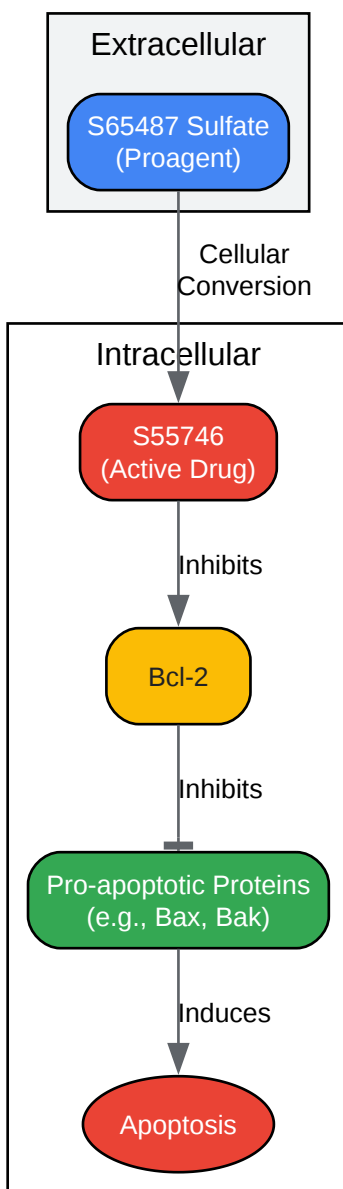 Extracellular
S65487 Sulfate
(Proagent)
Cellular
Conversion
Intracellular
S55746
(Active Drug)
Inhibits
Bcl-2
Inhibits
Pro-apoptotic Proteins
(e.g., Bax, Bak)
Induces
Apoptosis